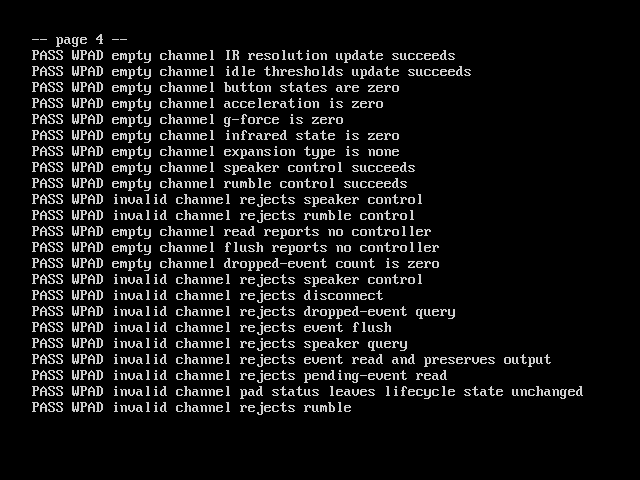 -- page 4 --
PASS WPAD empty channel IR resolution update succeeds
PASS WPAD empty channel idle thresholds update succeeds
PASS WPAD empty channel button states are zero
PASS WPAD empty channel acceleration is zero
PASS WPAD empty channel g-force is zero
PASS WPAD empty channel infrared state is zero
PASS WPAD empty channel expansion type is none
PASS WPAD empty channel speaker control succeeds
PASS WPAD empty channel rumble control succeeds
PASS WPAD invalid channel rejects speaker control
PASS WPAD invalid channel rejects rumble control
PASS WPAD empty channel read reports no controller
PASS WPAD empty channel flush reports no controller
PASS WPAD empty channel dropped-event count is zero
PASS WPAD invalid channel rejects speaker control
PASS WPAD invalid channel rejects disconnect
PASS WPAD invalid channel rejects dropped-event query
PASS WPAD invalid channel rejects event flush
PASS WPAD invalid channel rejects speaker query
PASS WPAD invalid channel rejects event read and preserves output
PASS WPAD invalid channel rejects pending-event read
PASS WPAD invalid channel pad status leaves lifecycle state unchanged
PASS WPAD invalid channel rejects rumble